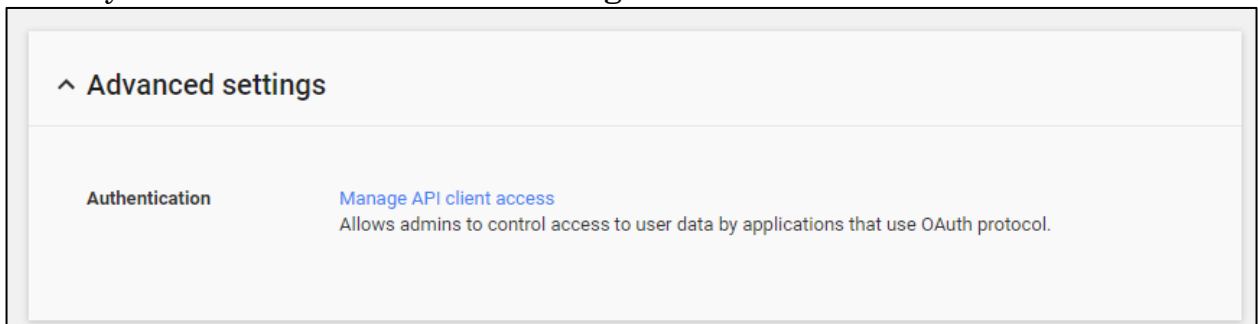 Advanced settings
Authentication
Manage API client access
Allows admins to control access to user data by applications that use OAuth protocol.